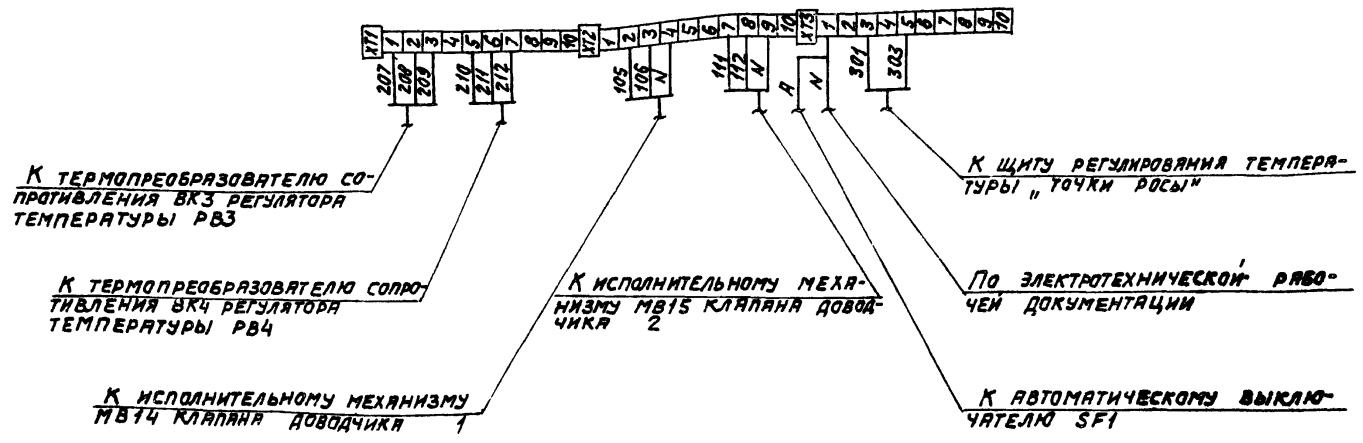 XT1 1 2 3 4 5 6 7 8 9 10 XT2 1 2 3 4 5 6 7 8 9 10 XT3 1 2 3 4 5 6 7 8 9 10
207 208 209 210 211 212 105 106 N 111 112 N A N 301 303
К ТЕРМОПРЕОБРАЗОВАТЕЛЮ СО-
ПРОТИВЛЕНИЯ ВК3 РЕГУЛЯТОРА
ТЕМПЕРАТУРЫ РВ3
К ЩИТУ РЕГУЛИРОВАНИЯ ТЕМПЕРА-
ТУРЫ „ТОЧКИ РОСЫ"
К ТЕРМОПРЕОБРАЗОВАТЕЛЮ СОПРО-
ТИВЛЕНИЯ ВК4 РЕГУЛЯТОРА
ТЕМПЕРАТУРЫ РВ4
К ИСПОЛНИТЕЛЬНОМУ МЕХА-
НИЗМУ МВ15 КЛАПАНА ДОВОД-
ЧИКА 2
ПО ЭЛЕКТРОТЕХНИЧЕСКОЙ РАБО-
ЧЕЙ ДОКУМЕНТАЦИИ
К ИСПОЛНИТЕЛЬНОМУ МЕХАНИЗМУ
МВ14 КЛАПАНА ДОВОДЧИКА 1
К АВТОМАТИЧЕСКОМУ ВЫКЛЮ-
ЧАТЕЛЮ SF1